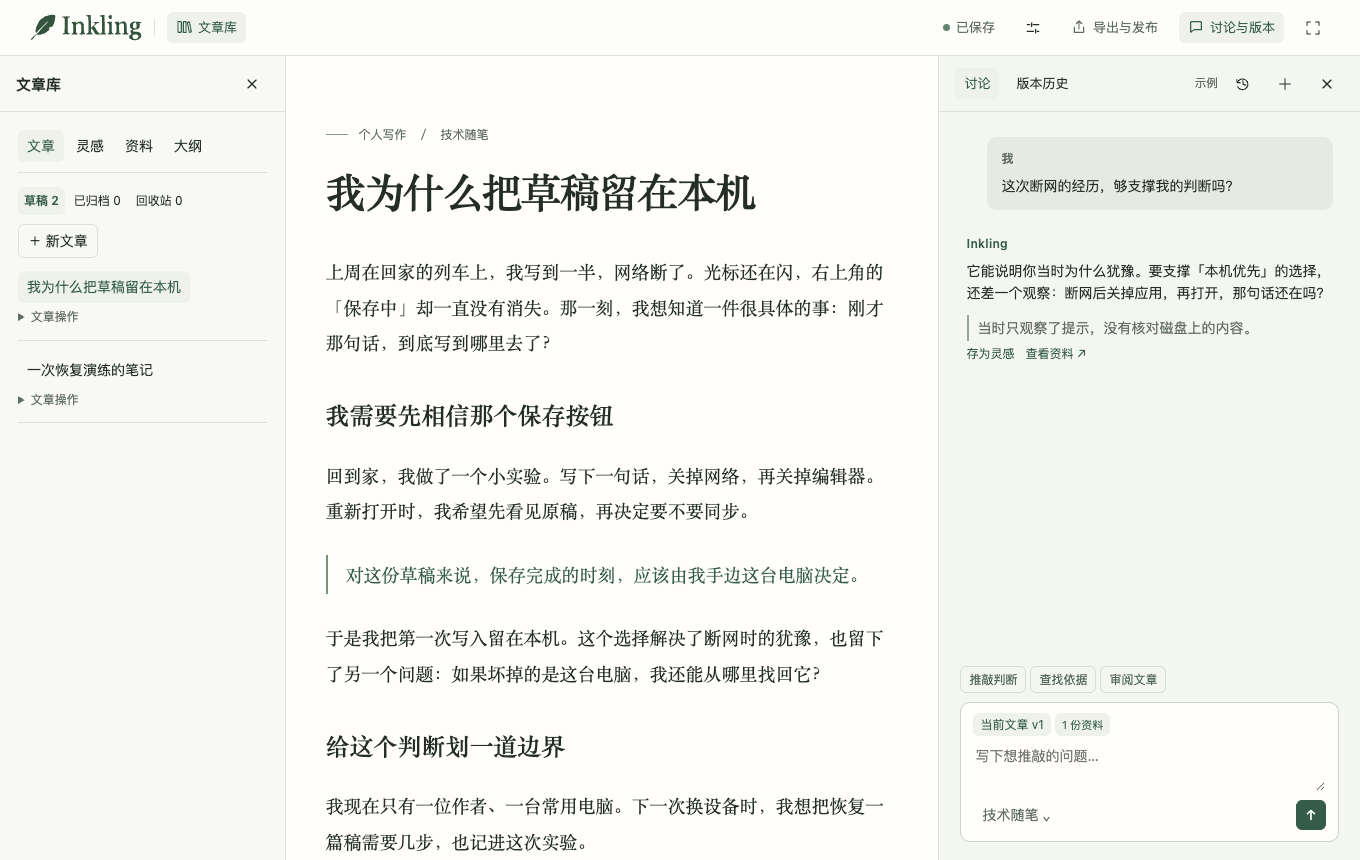 Inkling
文章库
已保存
导出与发布
讨论与版本
文章库
文章
灵感
资料
大纲
草稿 2
已归档 0
回收站 0
+ 新文章
我为什么把草稿留在本机
文章操作
一次恢复演练的笔记
文章操作
个人写作 / 技术随笔
我为什么把草稿留在本机
上周在回家的列车上，我写到一半，网络断了。光标还在闪，右上角的
「保存中」却一直没有消失。那一刻，我想知道一件很具体的事：刚才
那句话，到底写到哪里去了？
我需要先相信那个保存按钮
回到家，我做了一个小实验。写下一句话，关掉网络，再关掉编辑器。
重新打开时，我希望先看见原稿，再决定要不要同步。
对这份草稿来说，保存完成的时刻，应该由我手边这台电脑决定。
于是我把第一次写入留在本机。这个选择解决了断网时的犹豫，也留下
了另一个问题：如果坏掉的是这台电脑，我还能从哪里找回它？
给这个判断划一道边界
我现在只有一位作者、一台常用电脑。下一次换设备时，我想把恢复一
篇稿需要几步，也记进这次实验。
讨论
版本历史
示例
我
这次断网的经历，够支撑我的判断吗？
Inkling
它能说明你当时为什么犹豫。要支撑「本机优先」的选择，
还差一个观察：断网后关掉应用，再打开，那句话还在吗？
当时只观察了提示，没有核对磁盘上的内容。
存为灵感
查看资料 ↗
推敲判断
查找依据
审阅文章
当前文章 v1
1 份资料
写下想推敲的问题…
技术随笔